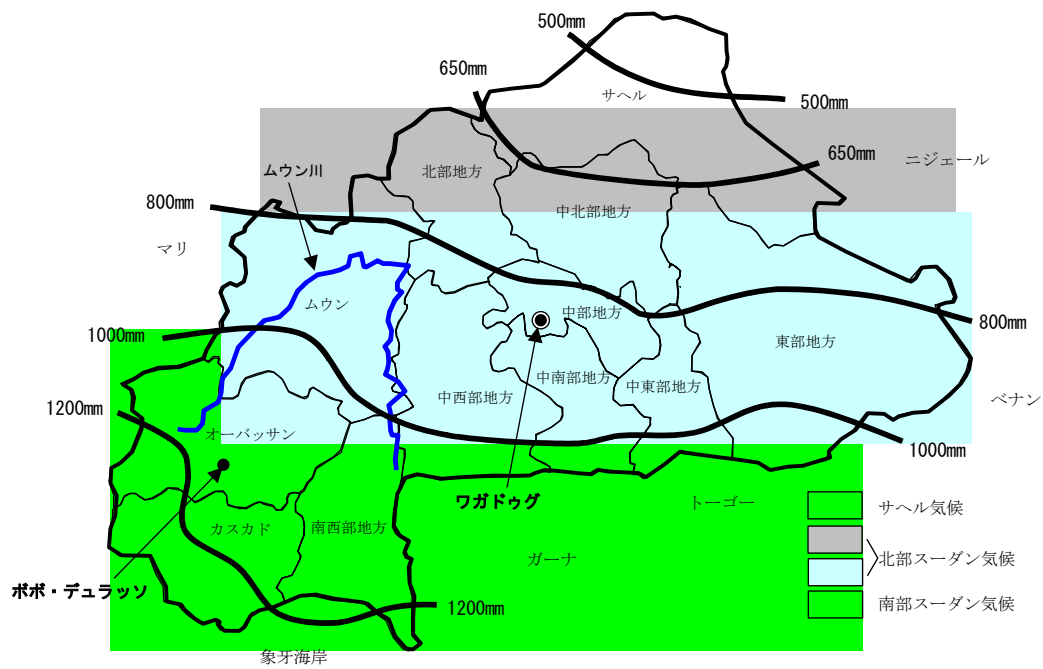 500mm
650mm
サヘル
500mm
ムウン川
北部地方
650mm
ニジェール
800mm
中北部地方
マリ
ムウン
中部地方
800mm
1000mm
東部地方
中西部地方
中南部地方
中東部地方
ベナン
1200mm
オーバッサン
1000mm
ワガドゥグ
トーゴー
サヘル気候
カスカド
南西部地方
ガーナ
北部スーダン気候
ボボ・デュラッソ
1200mm
南部スーダン気候
象牙海岸